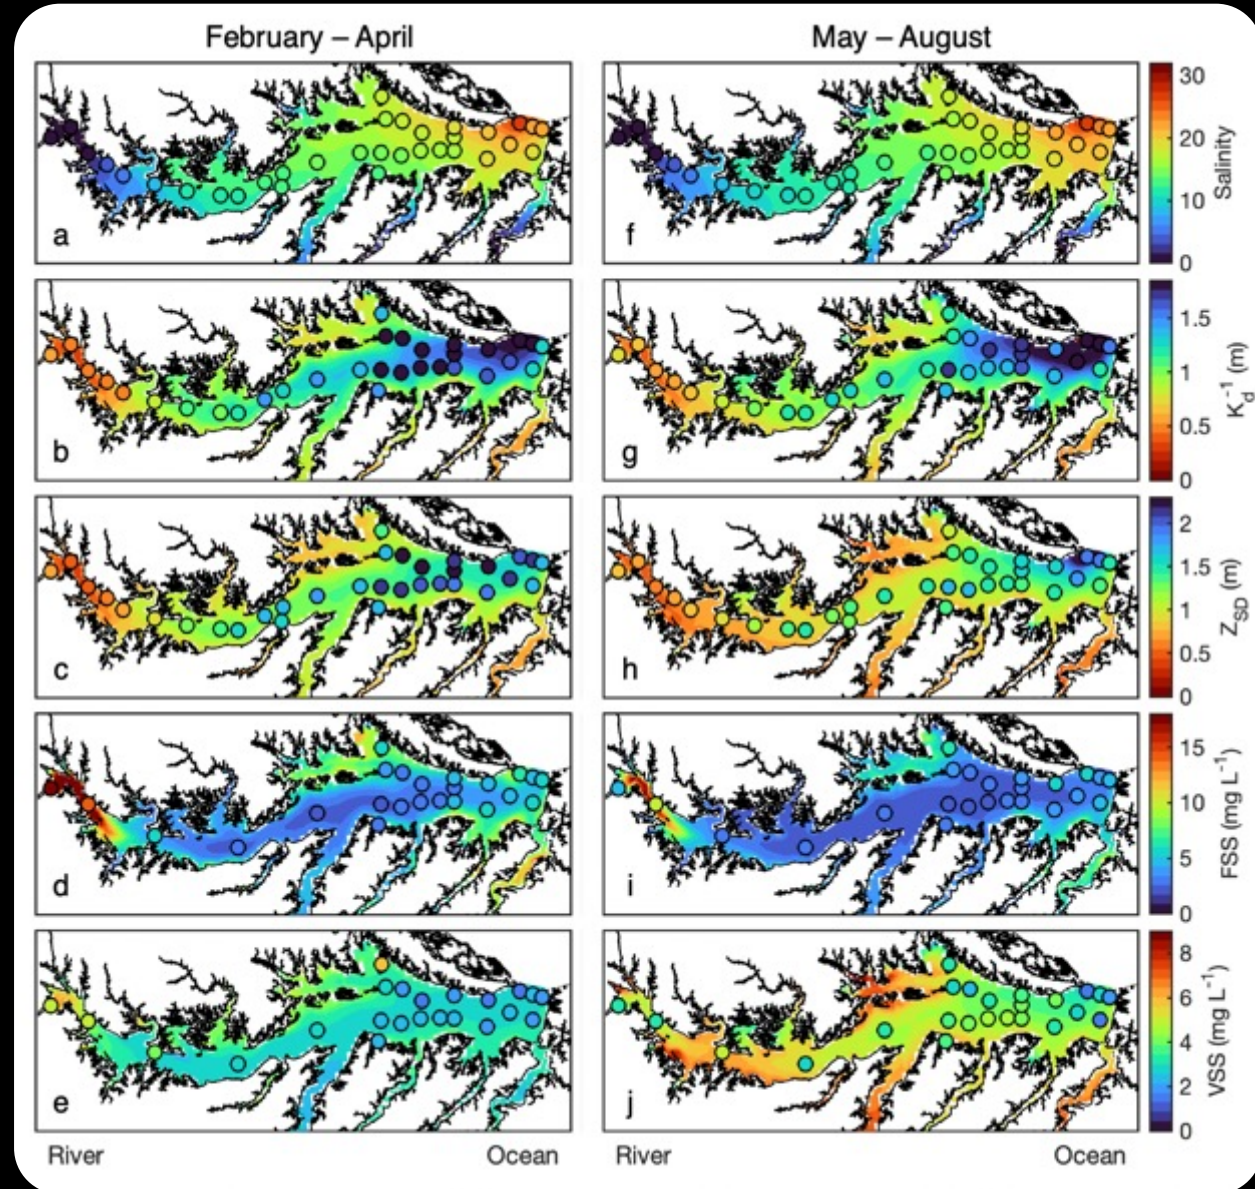 February – April
May – August
a
f
30
20
10
0
Salinity
b
g
1.5
1
0.5
0
K_d^-1 (m)
c
h
2
1.5
1
0.5
0
Z_SD (m)
d
i
15
10
5
0
FSS (mg L^-1)
e
j
8
6
4
2
0
VSS (mg L^-1)
River
Ocean
River
Ocean